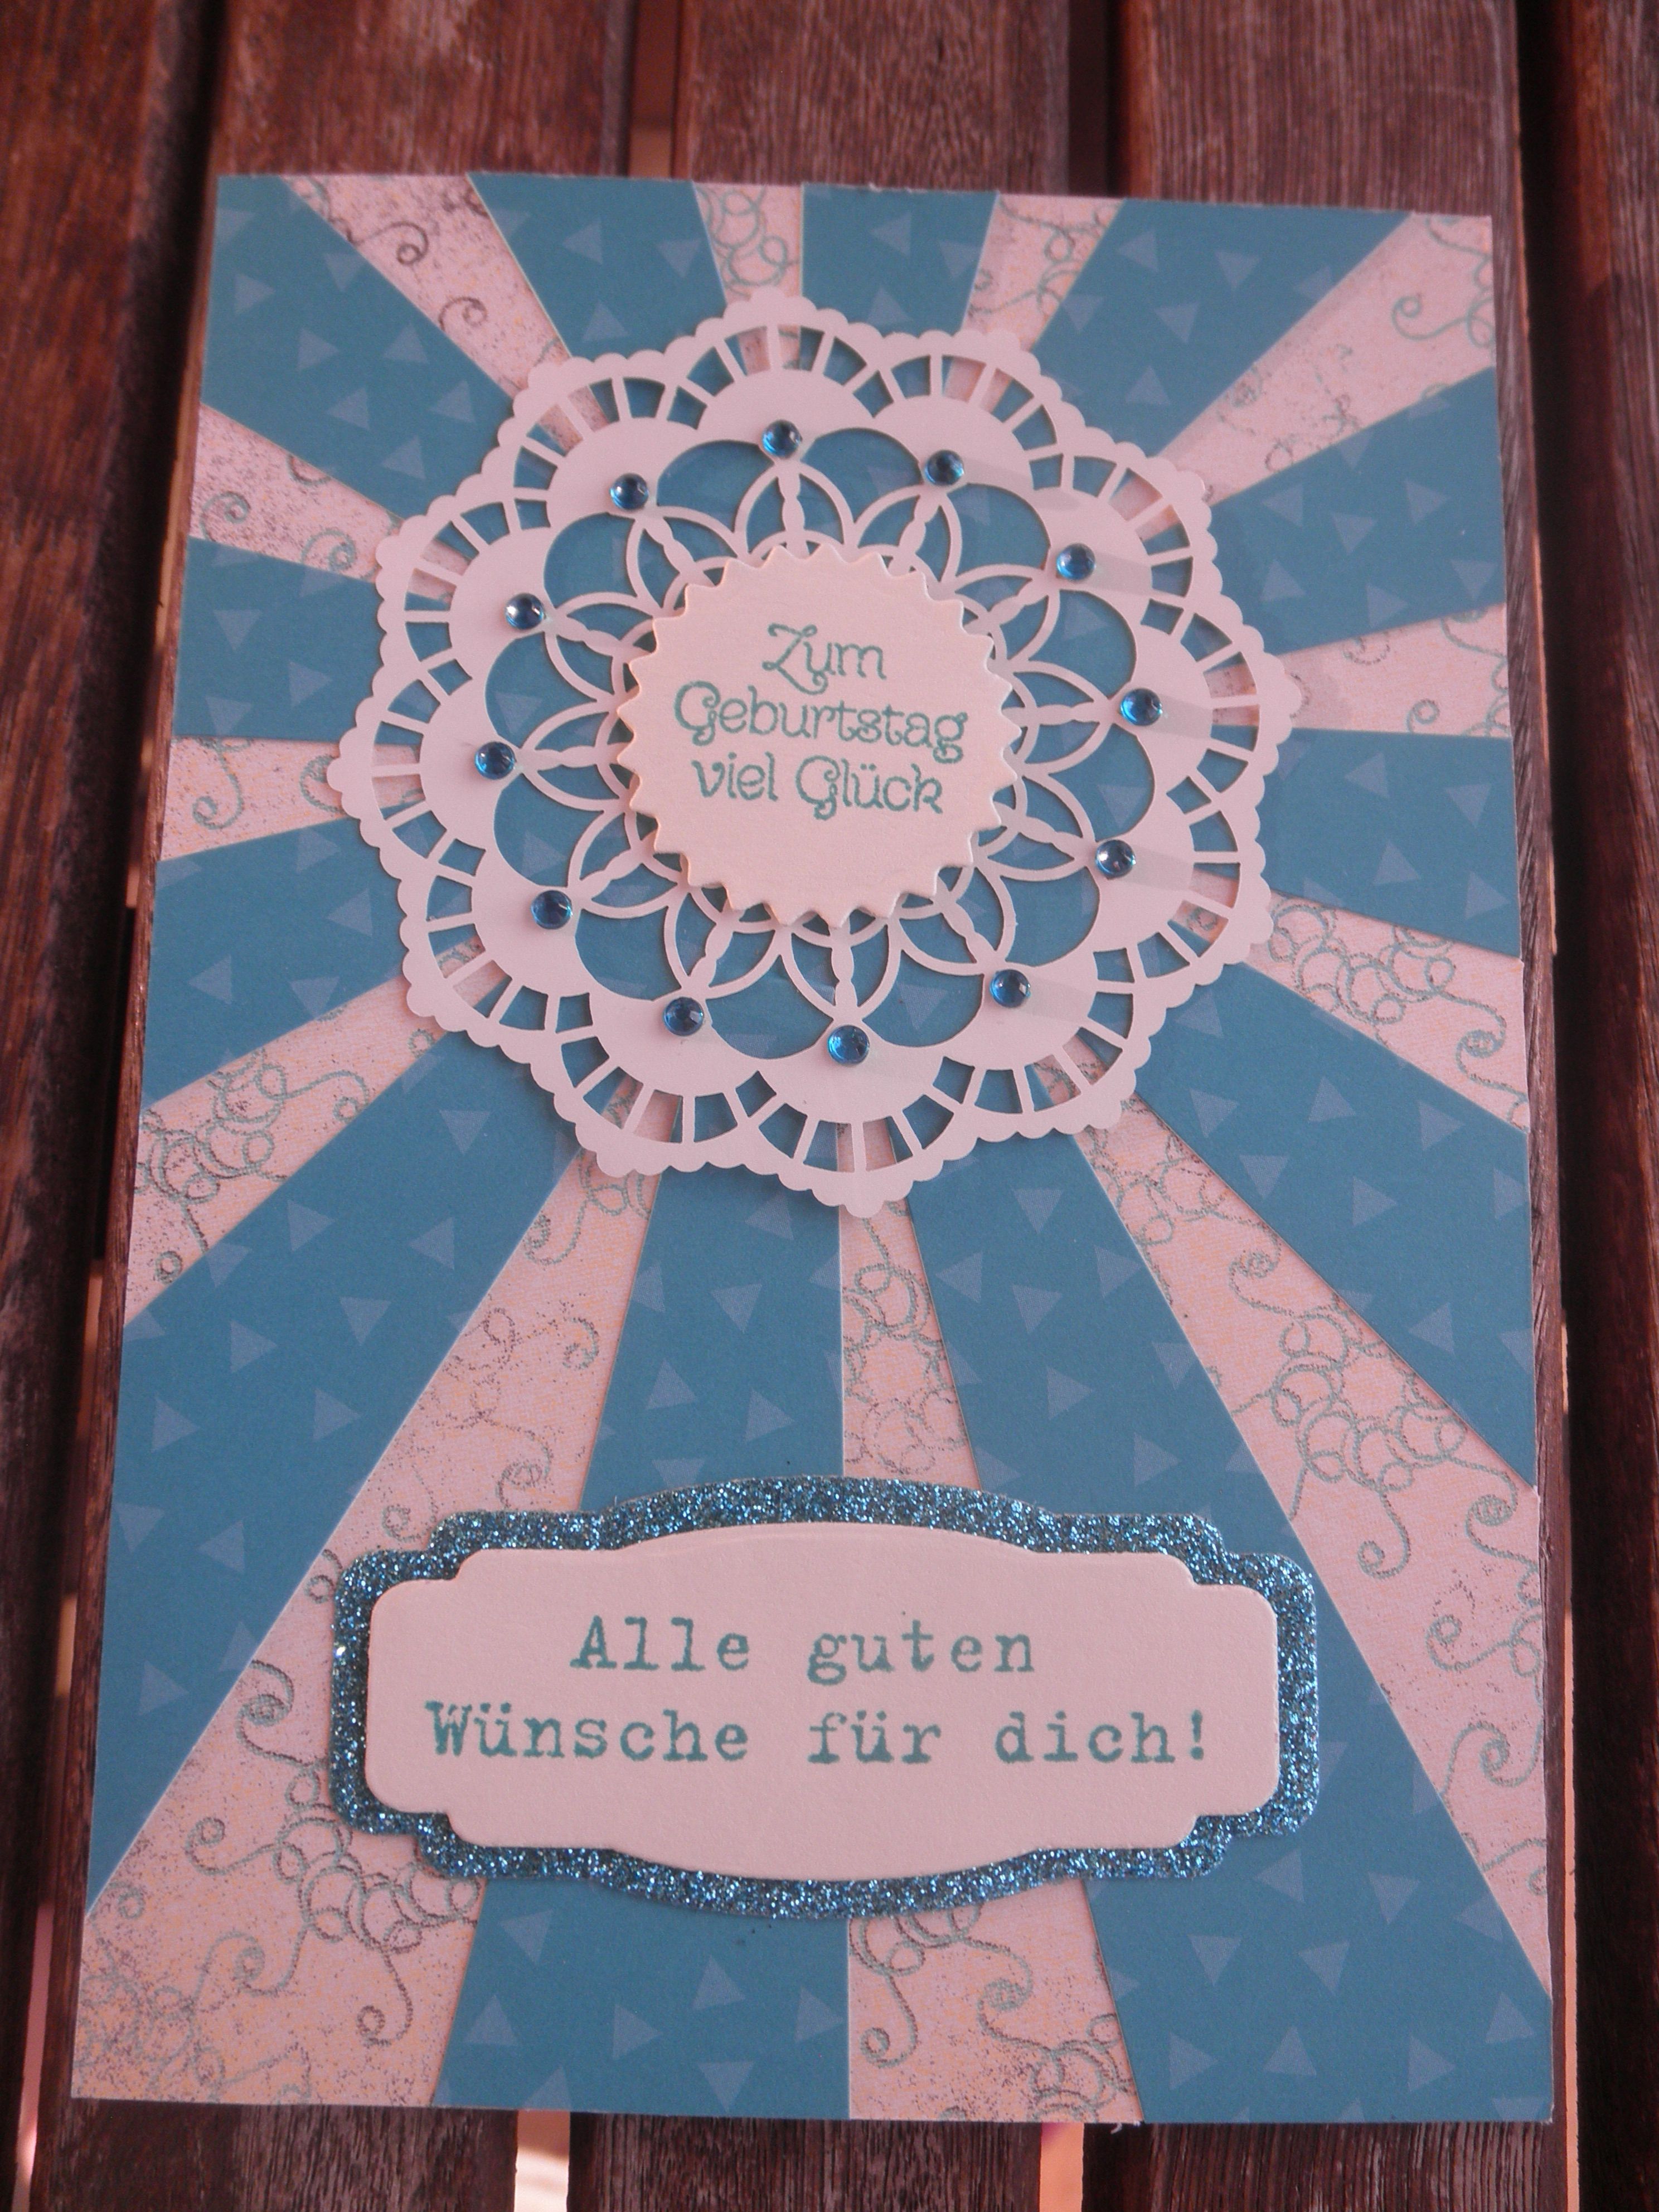 Zum
Geburtstag
viel Glück
Alle guten
Wünsche für dich!